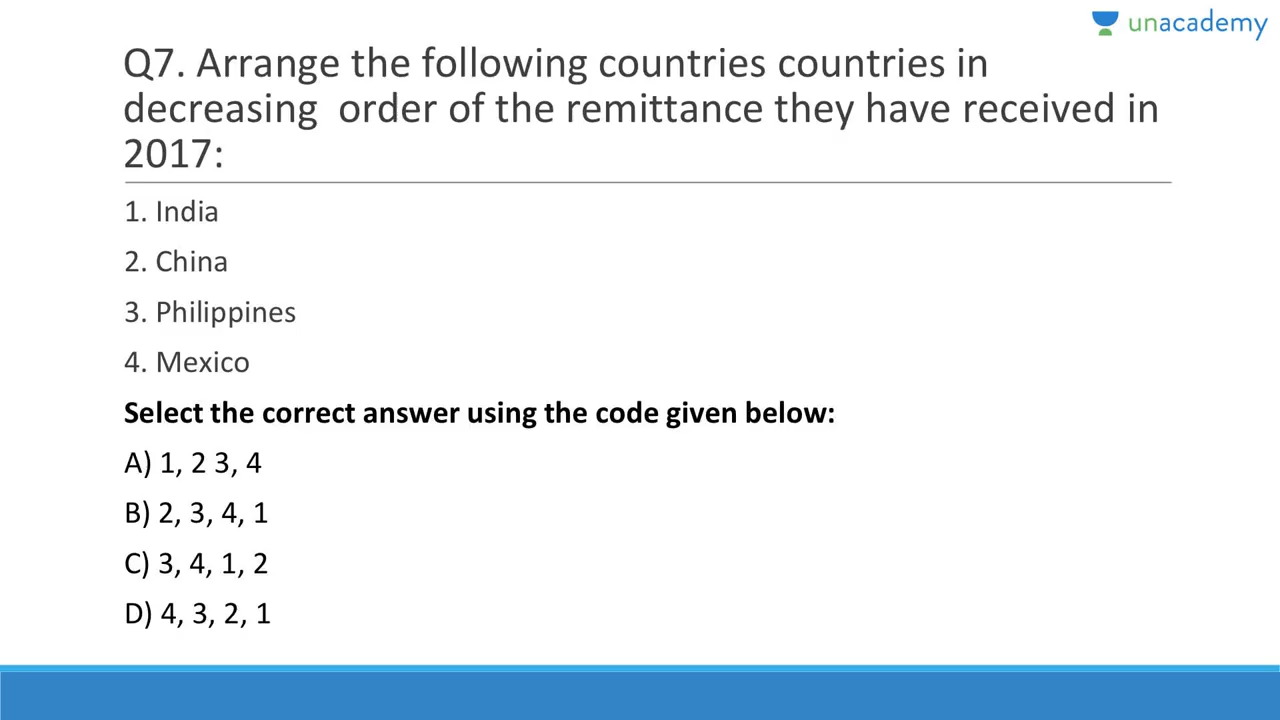 unacademy
Q7. Arrange the following countries countries in
decreasing  order of the remittance they have received in
2017:
1. India
2. China
3. Philippines
4. Mexico
Select the correct answer using the code given below:
A) 1, 2 3, 4
B) 2, 3, 4, 1
C) 3, 4, 1, 2
D) 4, 3, 2, 1